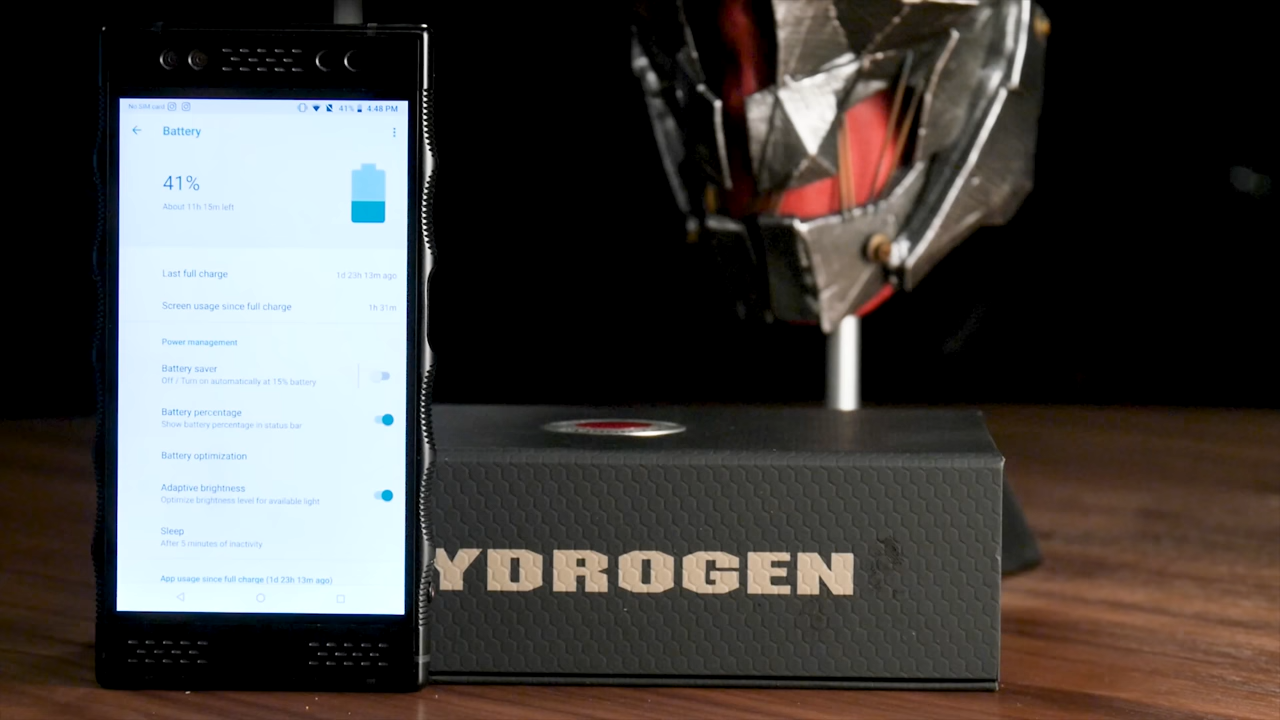 No SIM card 41% 4:48 PM
Battery
41%
About 11h 15m left
Last full charge 1d 23h 13m ago
Screen usage since full charge 1h 31m
Power management
Battery saver
Off / Turn on automatically at 15% battery
Battery percentage
Show battery percentage in status bar
Battery optimization
Adaptive brightness
Optimize brightness level for available light
Sleep
After 5 minutes of inactivity
App usage since full charge (1d 23h 13m ago)
YDROGEN